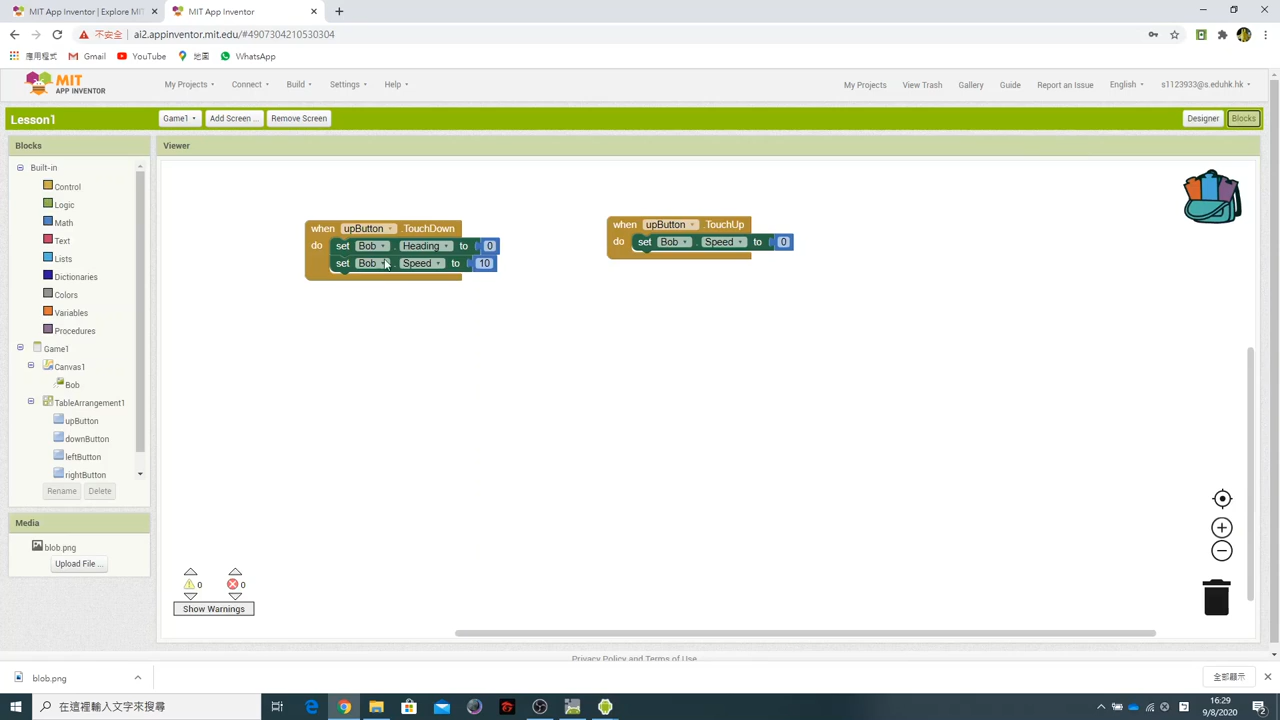 MIT App Inventor | Explore MIT
MIT App Inventor
不安全 ai2.appinventor.mit.edu/#4907304210530304
應用程式 Gmail YouTube 地圖 WhatsApp
MIT APP INVENTOR
My Projects Connect Build Settings Help My Projects View Trash Gallery Guide Report an Issue English s1123933@s.eduhk.hk
Lesson1 Game1 Add Screen ... Remove Screen Designer Blocks
Blocks
Built-in
Control
Logic
Math
Text
Lists
Dictionaries
Colors
Variables
Procedures
Game1
Canvas1
Bob
TableArrangement1
upButton
downButton
leftButton
rightButton
Rename Delete
Media
blob.png
Upload File ...
Viewer
when upButton .TouchDown
do set Bob . Heading to 0
set Bob . Speed to 10
when upButton .TouchUp
do set Bob . Speed to 0
0 0
Show Warnings
Privacy Policy and Terms of Use
blob.png 全部顯示
在這裡輸入文字來搜尋
16:29
9/8/2020